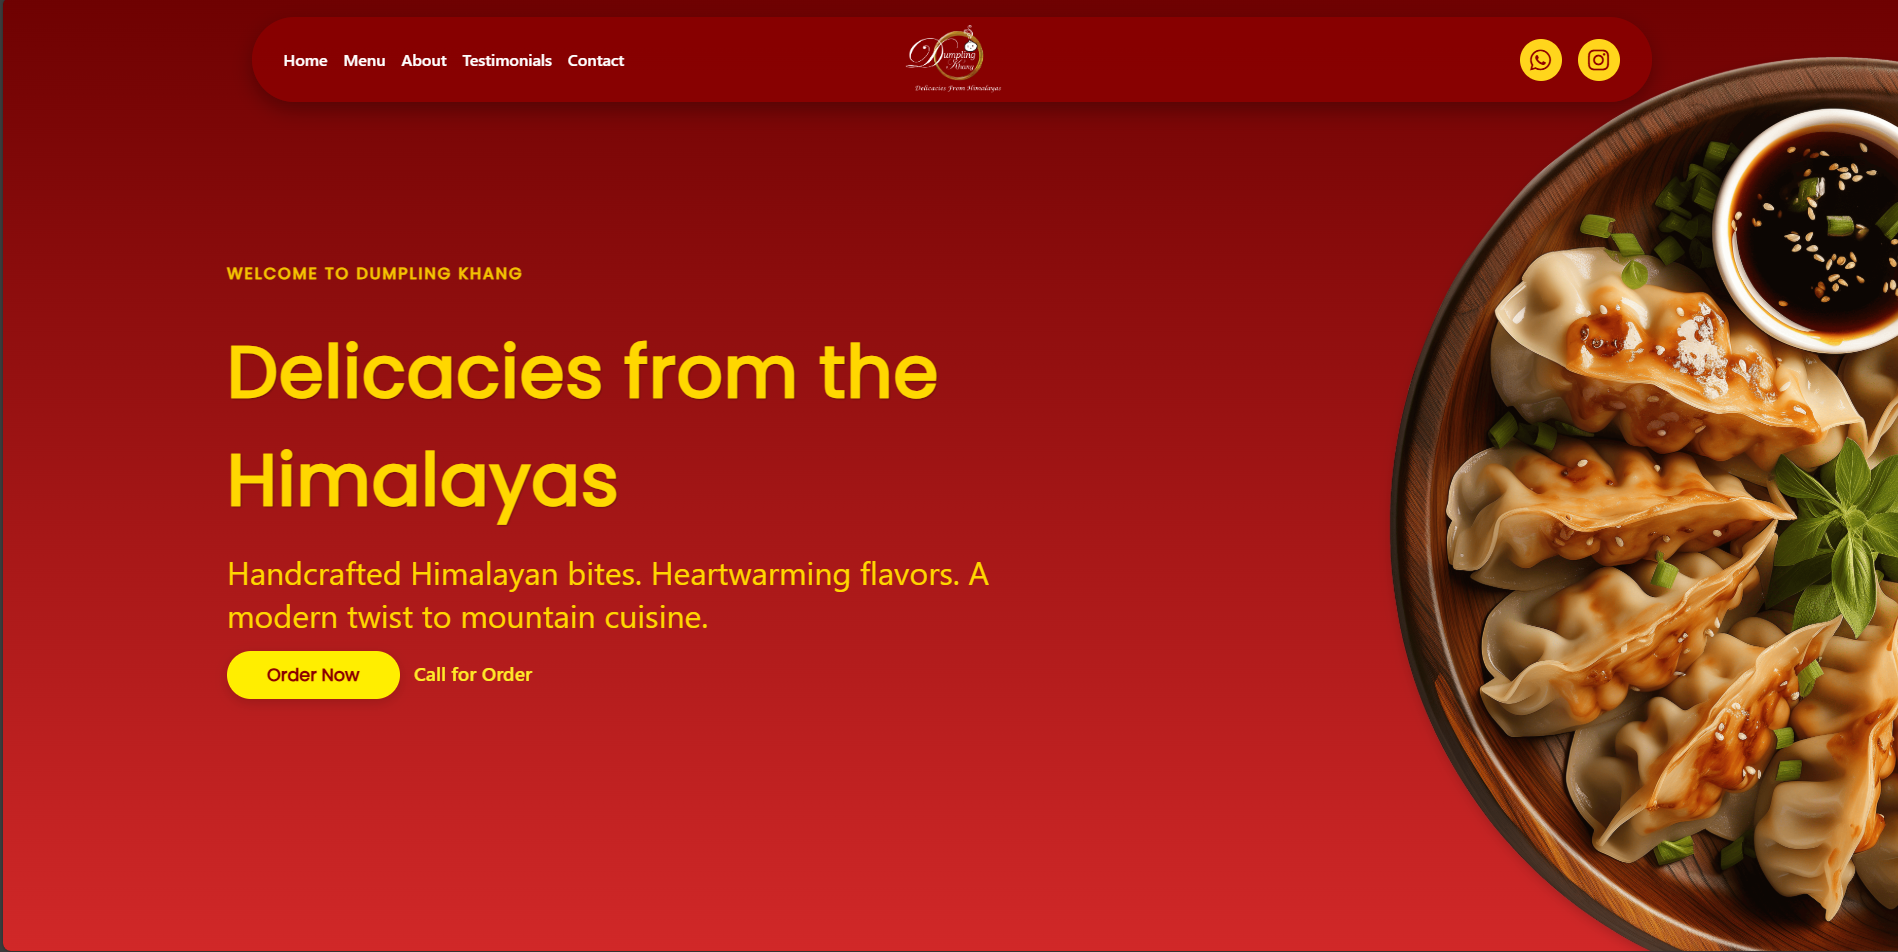 Home Menu About Testimonials Contact
Dumpling
Khang
Delicacies From Himalayas
WELCOME TO DUMPLING KHANG
Delicacies from the
Himalayas
Handcrafted Himalayan bites. Heartwarming flavors. A
modern twist to mountain cuisine.
Order Now Call for Order